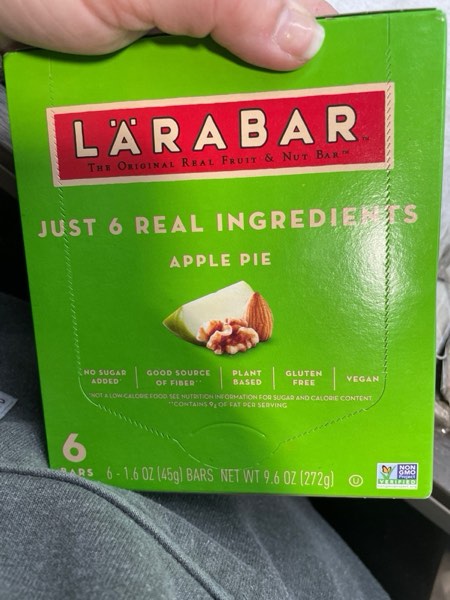 LÄRABAR™
THE ORIGINAL REAL FRUIT & NUT BAR™
JUST 6 REAL INGREDIENTS
APPLE PIE
NO SUGAR ADDED*
GOOD SOURCE OF FIBER**
PLANT BASED
GLUTEN FREE
VEGAN
*NOT A LOW-CALORIE FOOD SEE NUTRITION INFORMATION FOR SUGAR AND CALORIE CONTENT.
**CONTAINS 9g OF FAT PER SERVING
6
BARS 6 - 1.6 OZ (45g) BARS NET WT 9.6 OZ (272g)
U
NON
GMO
Project
VERIFIED